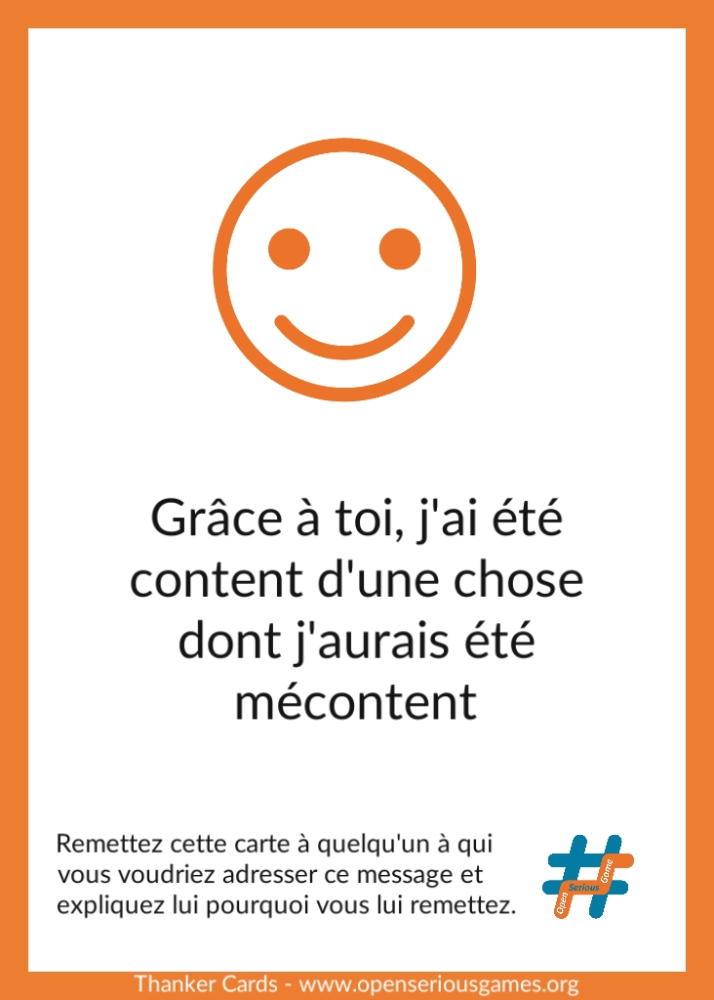 Grâce à toi, j'ai été
content d'une chose
dont j'aurais été
mécontent
Remettez cette carte à quelqu'un à qui
vous voudriez adresser ce message et
expliquez lui pourquoi vous lui remettez.
Open Serious Game
Thanker Cards - www.openseriousgames.org